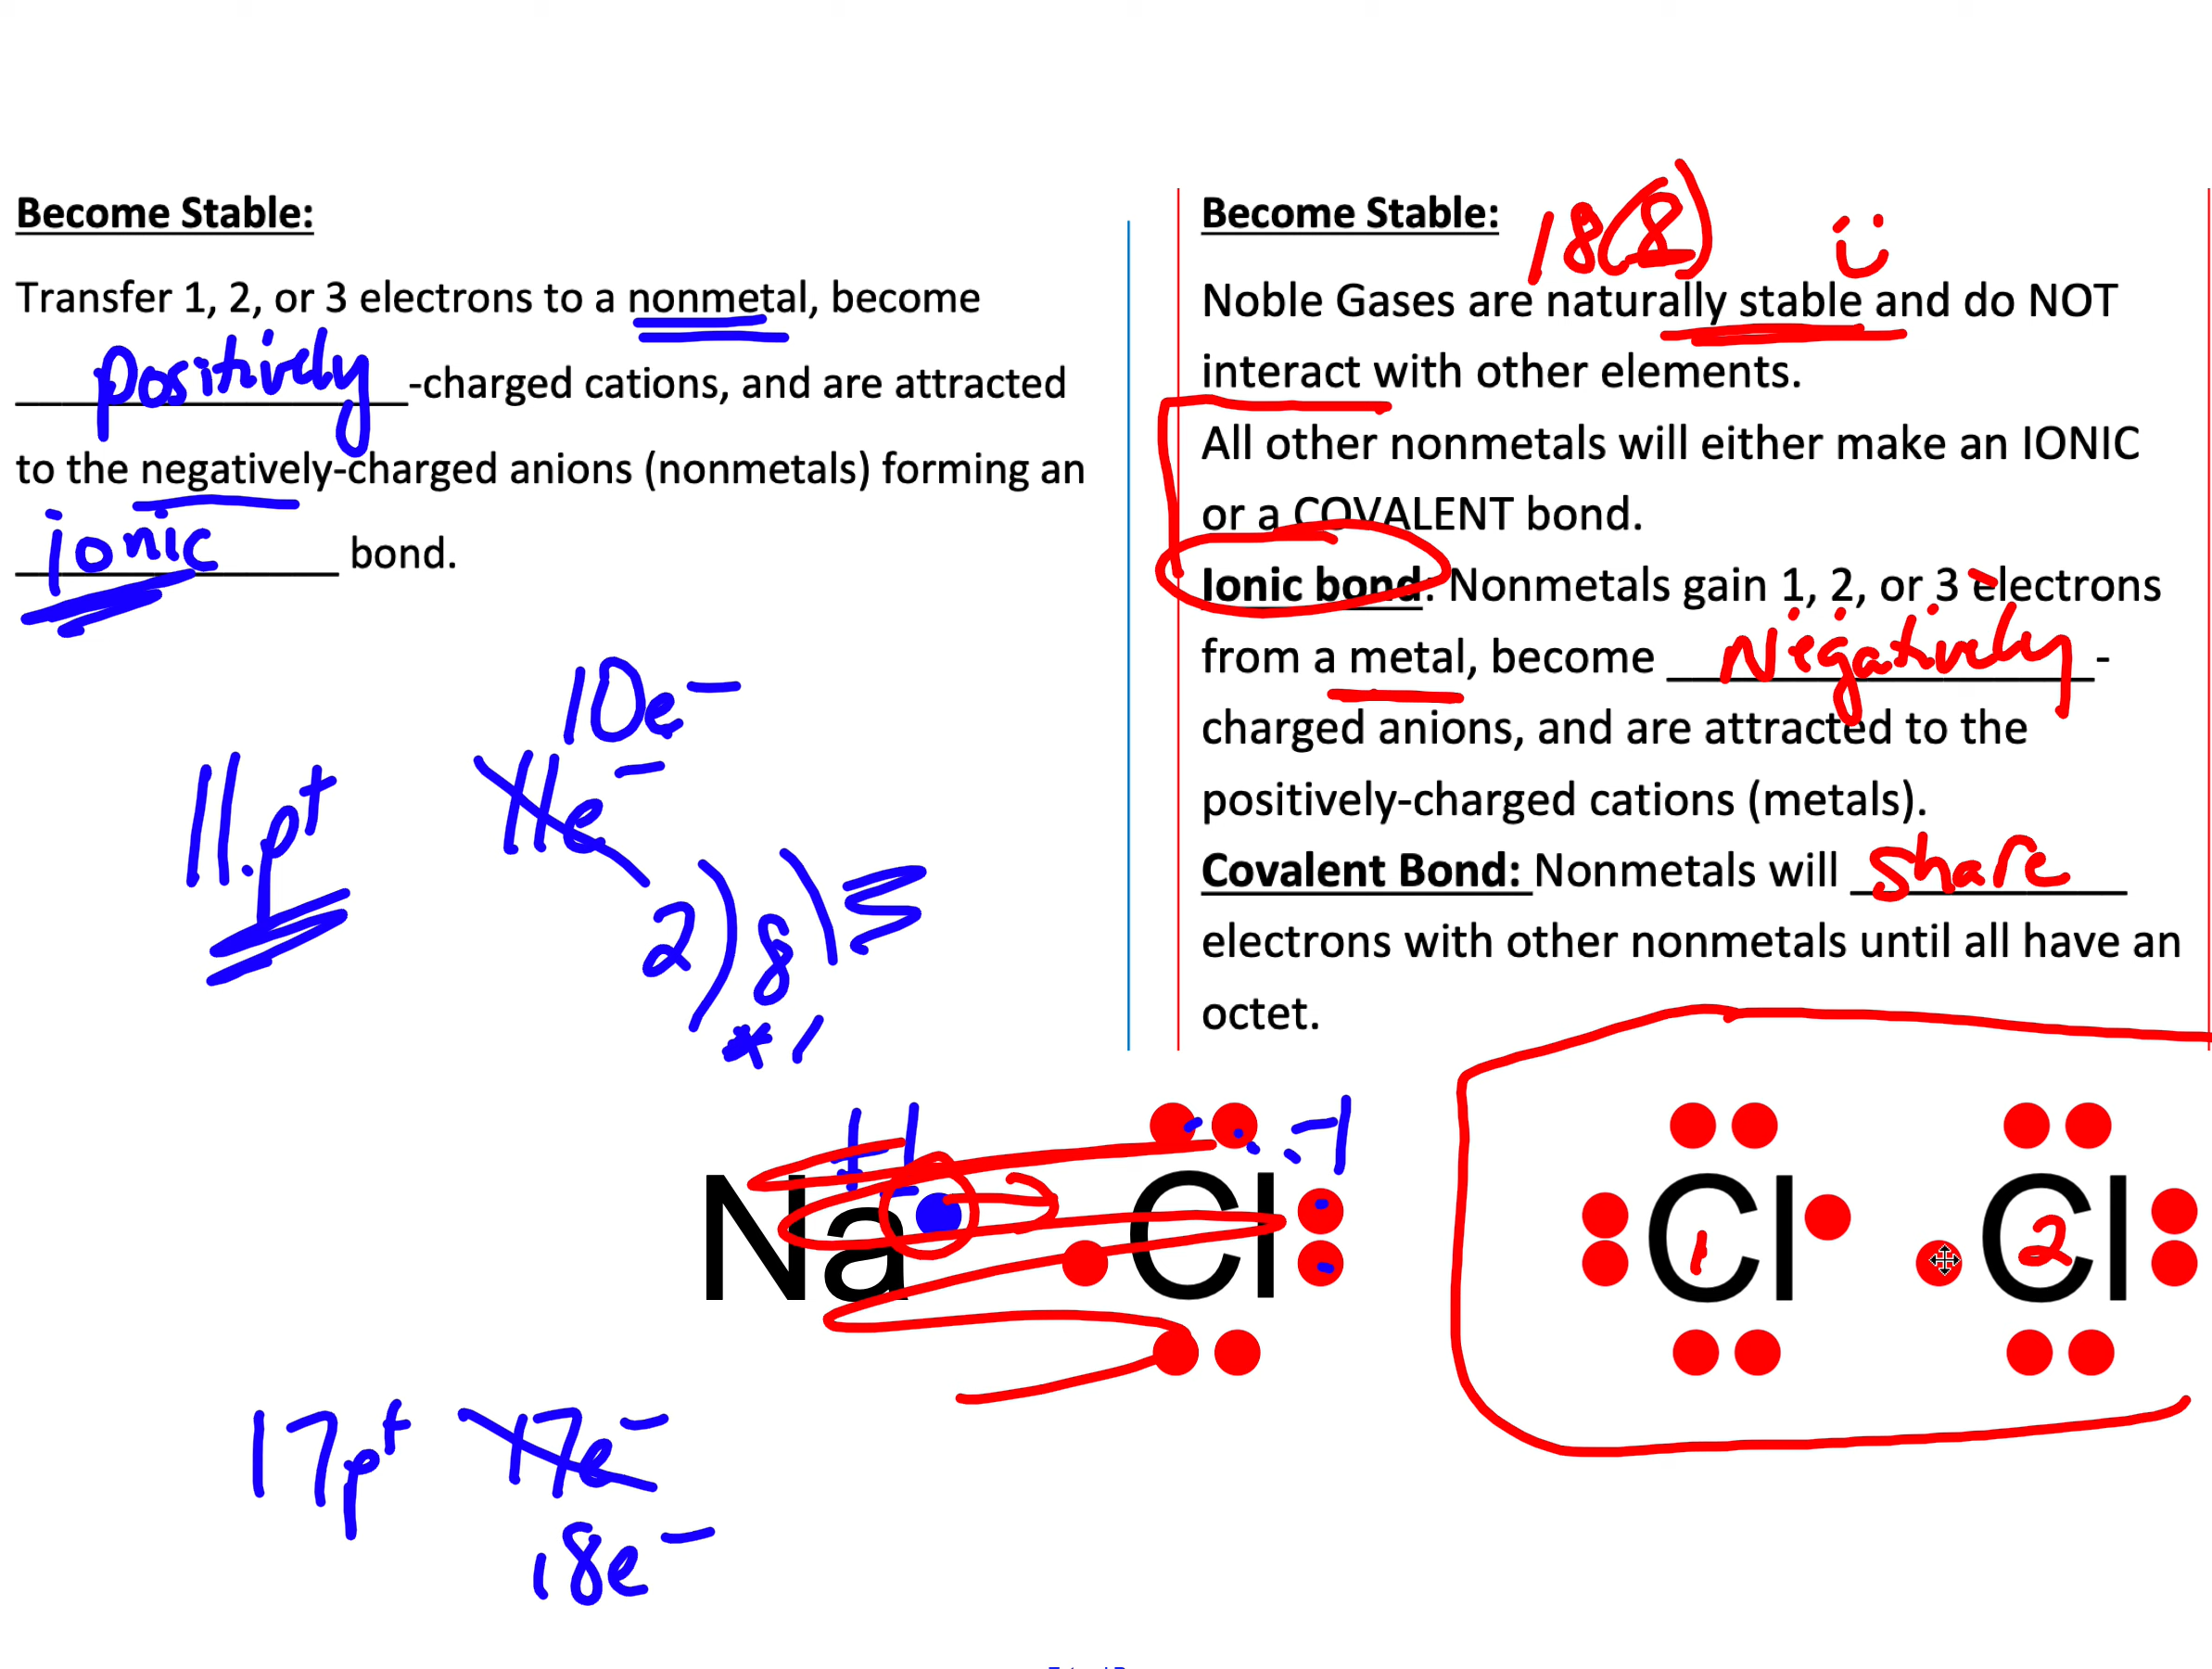 Become Stable:
Transfer 1, 2, or 3 electrons to a nonmetal, become
positively-charged cations, and are attracted
to the negatively-charged anions (nonmetals) forming an
ionic bond.
10e⁻
11p⁺ 11e⁻
2)8)
1
Become Stable: 18(8)
Noble Gases are naturally stable and do NOT
interact with other elements.
All other nonmetals will either make an IONIC
or a COVALENT bond.
Ionic bond: Nonmetals gain 1, 2, or 3 electrons
from a metal, become Negatively-
charged anions, and are attracted to the
positively-charged cations (metals).
Covalent Bond: Nonmetals will share
electrons with other nonmetals until all have an
octet.
+1 -1
Na Cl Cl Cl
1 2
17p⁺ 17e⁻
18e⁻